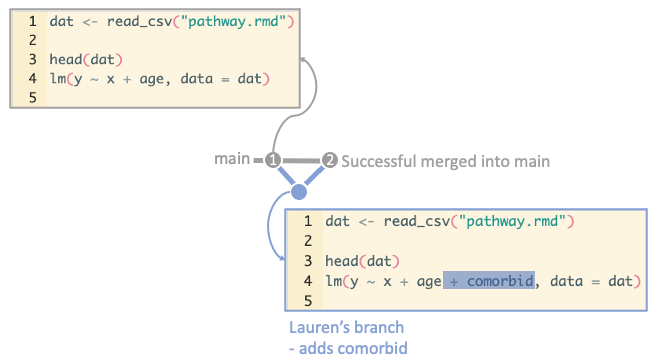 1 dat <- read_csv("pathway.rmd")
2
3 head(dat)
4 lm(y ~ x + age, data = dat)
5
main 1 2 Successful merged into main
1 dat <- read_csv("pathway.rmd")
2
3 head(dat)
4 lm(y ~ x + age + comorbid, data = dat)
5
Lauren's branch
- adds comorbid